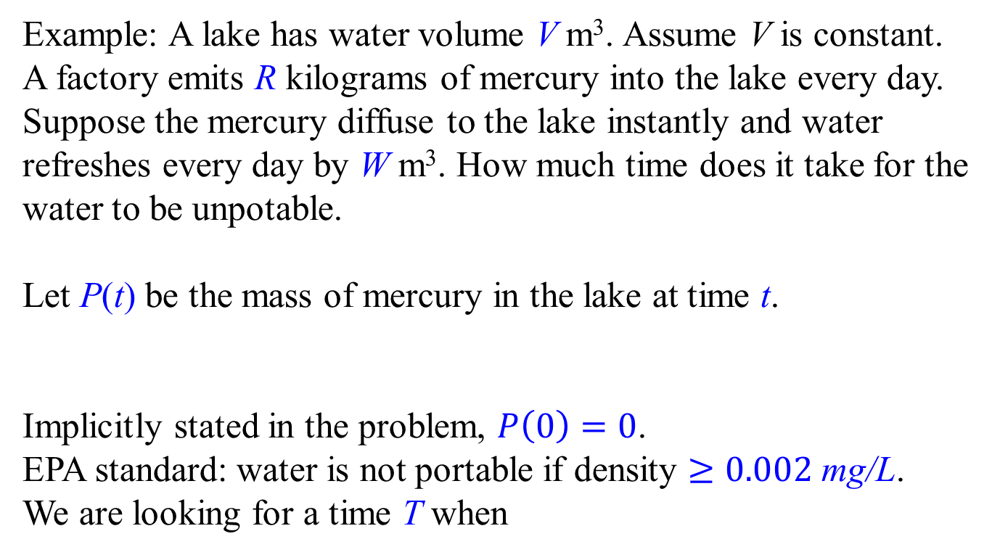 Example: A lake has water volume V m³. Assume V is constant.
A factory emits R kilograms of mercury into the lake every day.
Suppose the mercury diffuse to the lake instantly and water
refreshes every day by W m³. How much time does it take for the
water to be unpotable.
Let P(t) be the mass of mercury in the lake at time t.
Implicitly stated in the problem, P(0) = 0.
EPA standard: water is not portable if density ≥ 0.002 mg/L.
We are looking for a time T when